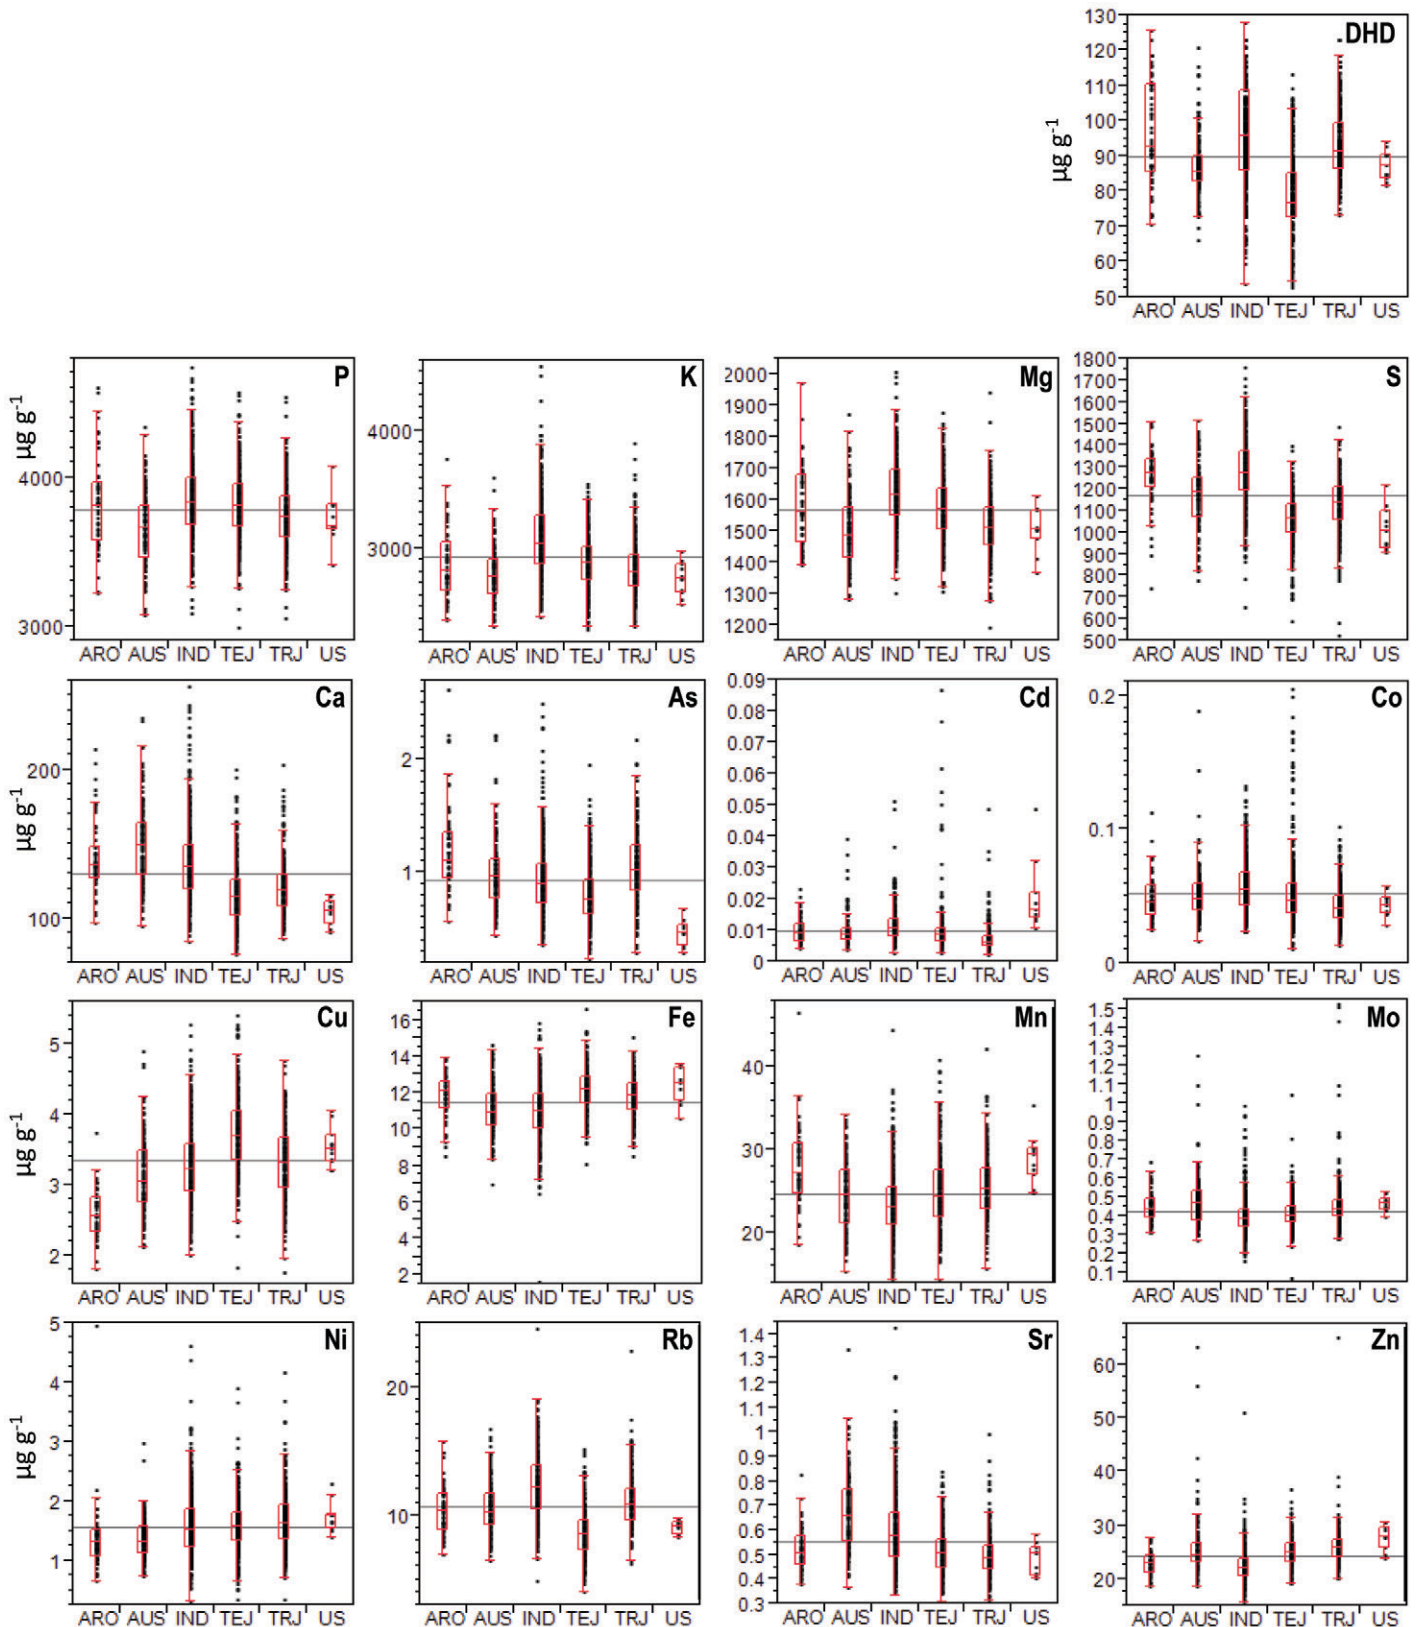 DHD
µg g-1
130
120
110
100
90
80
70
60
50
ARO AUS IND TEJ TRJ US
P
µg g-1
4000
3000
ARO AUS IND TEJ TRJ US
K
4000
3000
ARO AUS IND TEJ TRJ US
Mg
2000
1900
1800
1700
1600
1500
1400
1300
1200
ARO AUS IND TEJ TRJ US
S
1800
1700
1600
1500
1400
1300
1200
1100
1000
900
800
700
600
500
ARO AUS IND TEJ TRJ US
Ca
µg g-1
200
100
ARO AUS IND TEJ TRJ US
As
2
1
ARO AUS IND TEJ TRJ US
Cd
0.09
0.08
0.07
0.06
0.05
0.04
0.03
0.02
0.01
0
ARO AUS IND TEJ TRJ US
Co
0.2
0.1
0
ARO AUS IND TEJ TRJ US
Cu
µg g-1
5
4
3
2
ARO AUS IND TEJ TRJ US
Fe
16
14
12
10
8
6
4
2
ARO AUS IND TEJ TRJ US
Mn
40
30
20
ARO AUS IND TEJ TRJ US
Mo
1.5
1.4
1.3
1.2
1.1
1
0.9
0.8
0.7
0.6
0.5
0.4
0.3
0.2
0.1
ARO AUS IND TEJ TRJ US
Ni
µg g-1
5
4
3
2
1
ARO AUS IND TEJ TRJ US
Rb
20
10
ARO AUS IND TEJ TRJ US
Sr
1.4
1.3
1.2
1.1
1
0.9
0.8
0.7
0.6
0.5
0.4
0.3
ARO AUS IND TEJ TRJ US
Zn
60
50
40
30
20
ARO AUS IND TEJ TRJ US